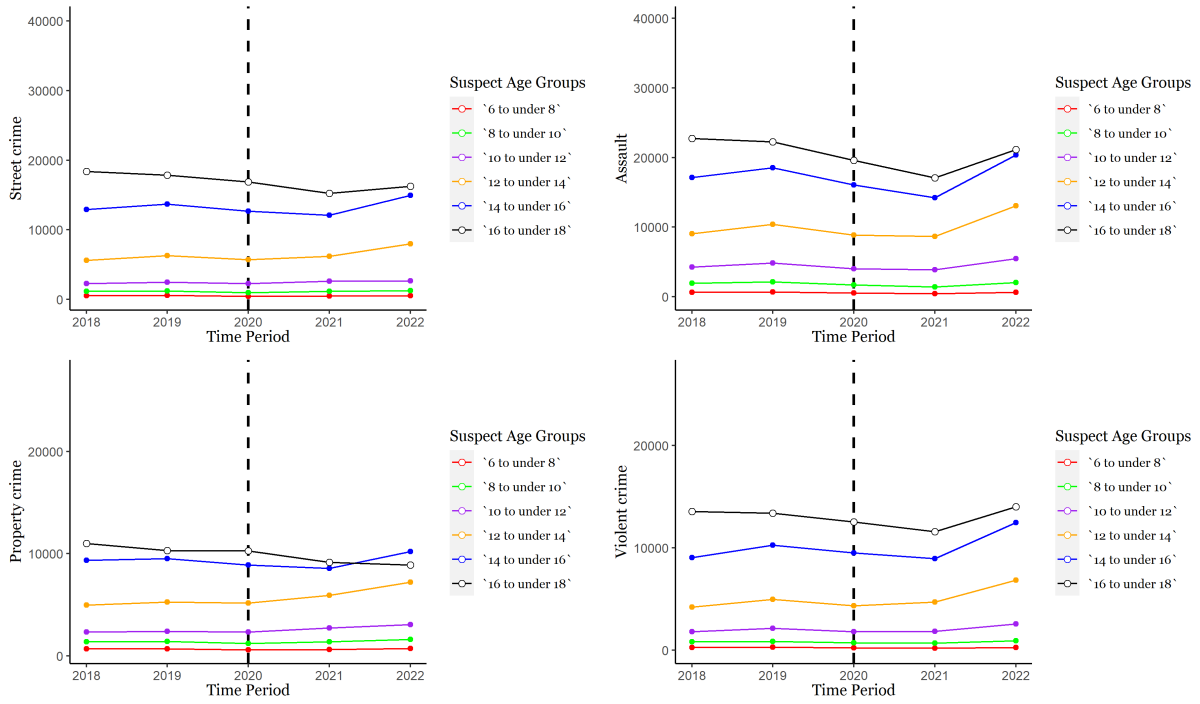 Street crime
40000
30000
20000
10000
0
2018 2019 2020 2021 2022
Time Period
Suspect Age Groups
`6 to under 8`
`8 to under 10`
`10 to under 12`
`12 to under 14`
`14 to under 16`
`16 to under 18`
Assault
40000
30000
20000
10000
0
2018 2019 2020 2021 2022
Time Period
Suspect Age Groups
`6 to under 8`
`8 to under 10`
`10 to under 12`
`12 to under 14`
`14 to under 16`
`16 to under 18`
Property crime
20000
10000
0
2018 2019 2020 2021 2022
Time Period
Suspect Age Groups
`6 to under 8`
`8 to under 10`
`10 to under 12`
`12 to under 14`
`14 to under 16`
`16 to under 18`
Violent crime
20000
10000
0
2018 2019 2020 2021 2022
Time Period
Suspect Age Groups
`6 to under 8`
`8 to under 10`
`10 to under 12`
`12 to under 14`
`14 to under 16`
`16 to under 18`